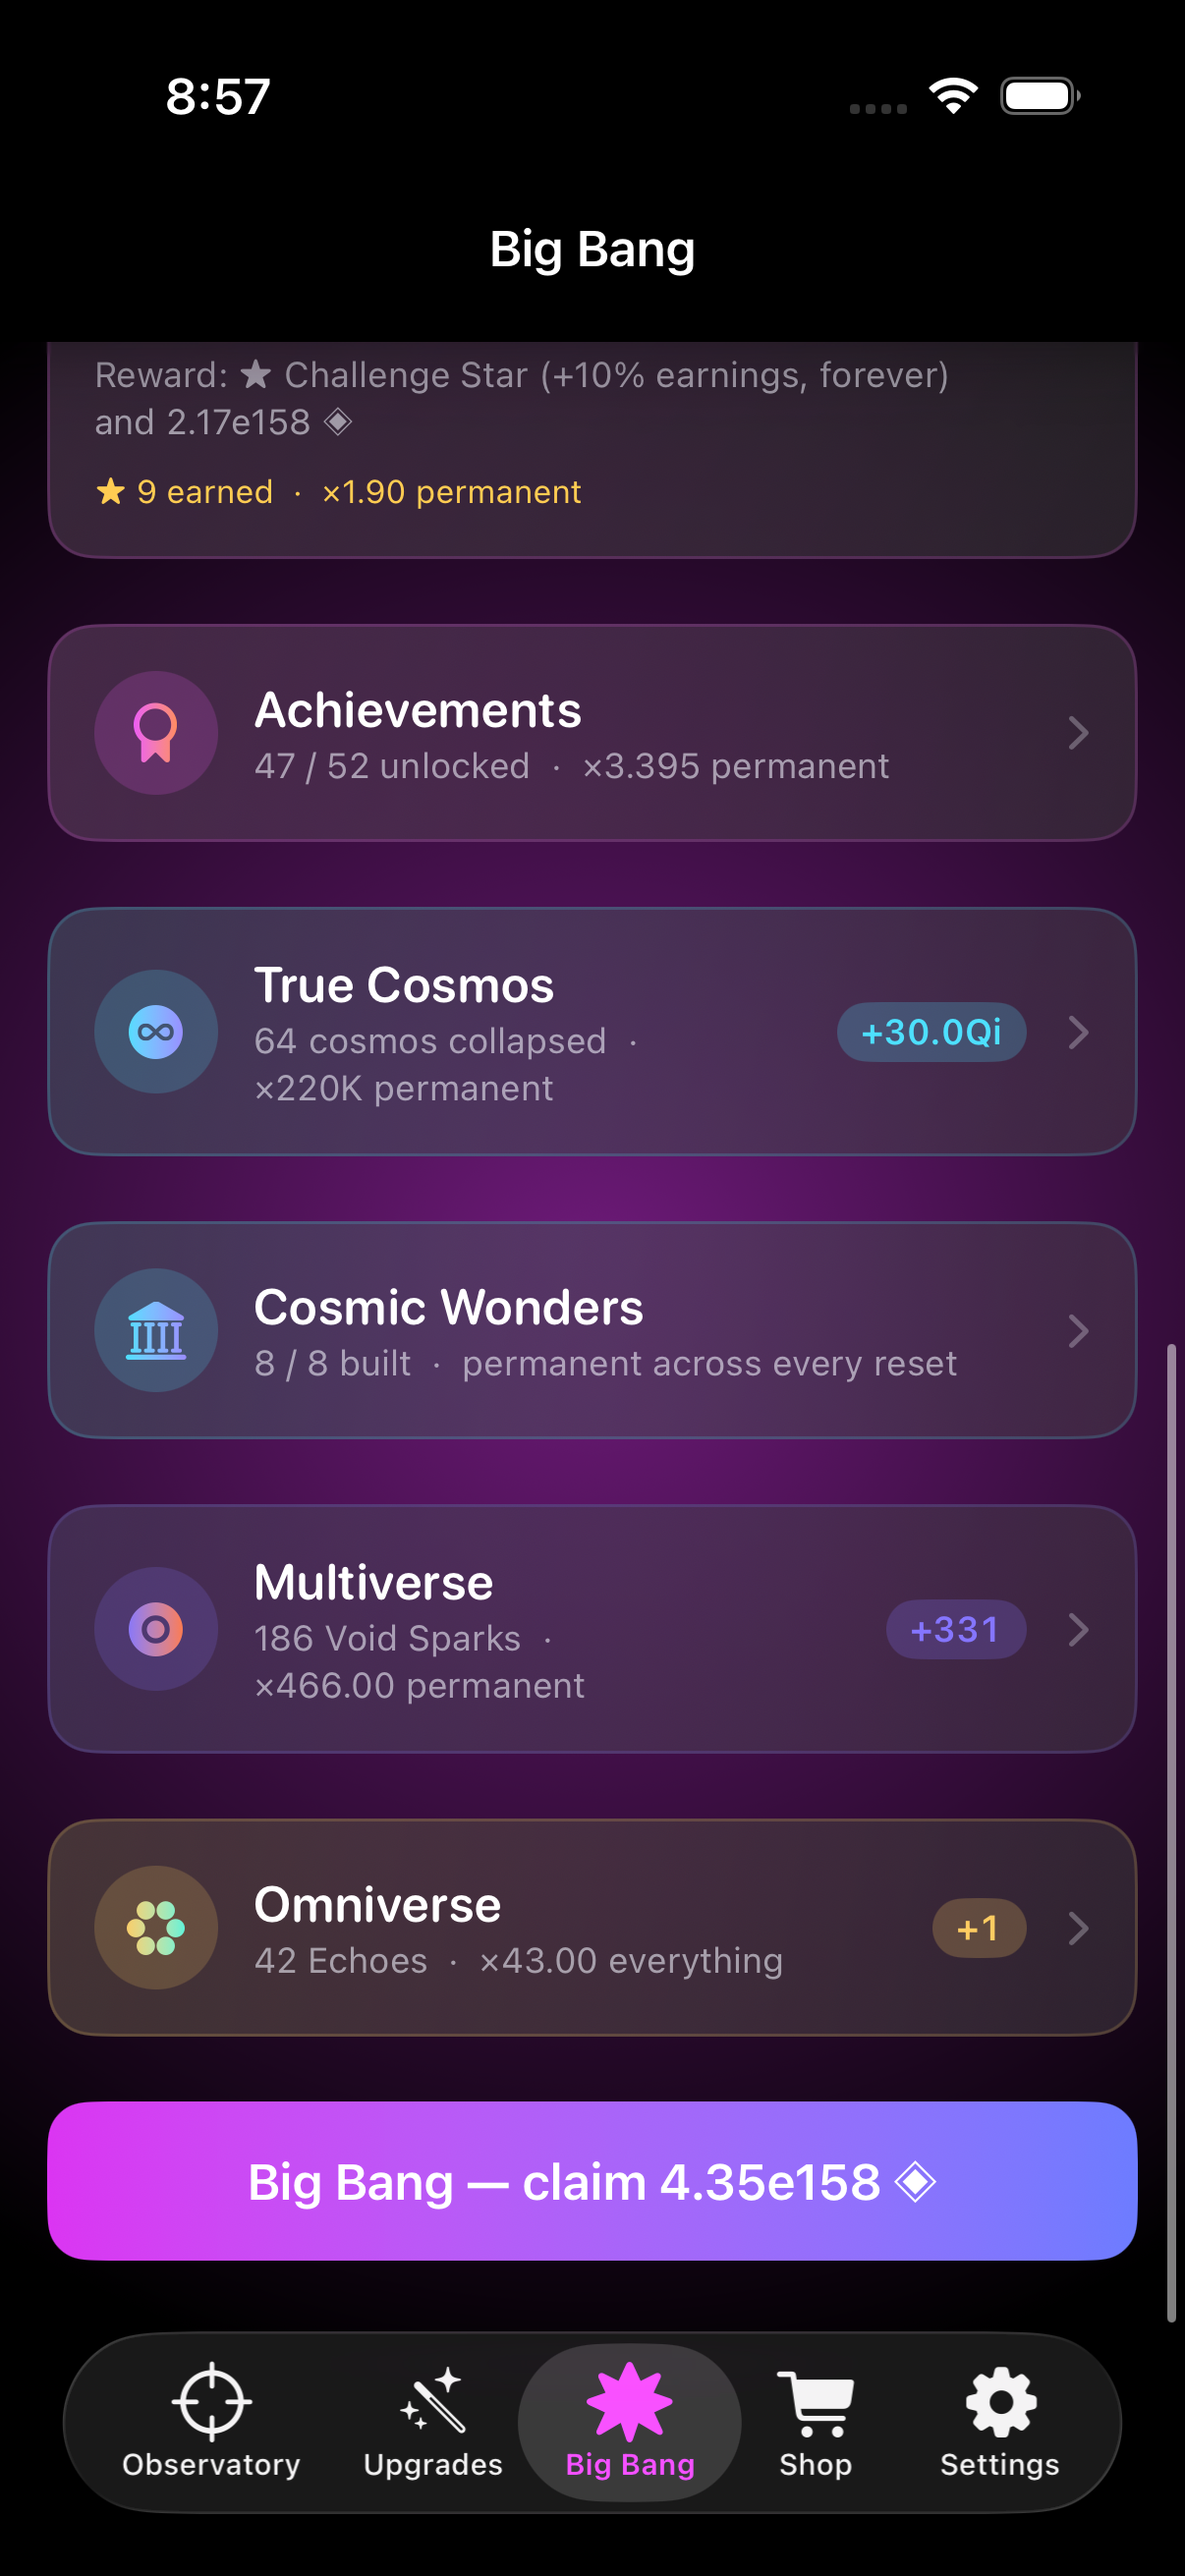 8:57
Big Bang
Reward: ★ Challenge Star (+10% earnings, forever)
and 2.17e158 ◈
★ 9 earned · ×1.90 permanent
Achievements
47 / 52 unlocked · ×3.395 permanent
True Cosmos
64 cosmos collapsed ·
×220K permanent
+30.0Qi
Cosmic Wonders
8 / 8 built · permanent across every reset
Multiverse
186 Void Sparks ·
×466.00 permanent
+331
Omniverse
42 Echoes · ×43.00 everything
+1
Big Bang — claim 4.35e158 ◈
Observatory
Upgrades
Big Bang
Shop
Settings